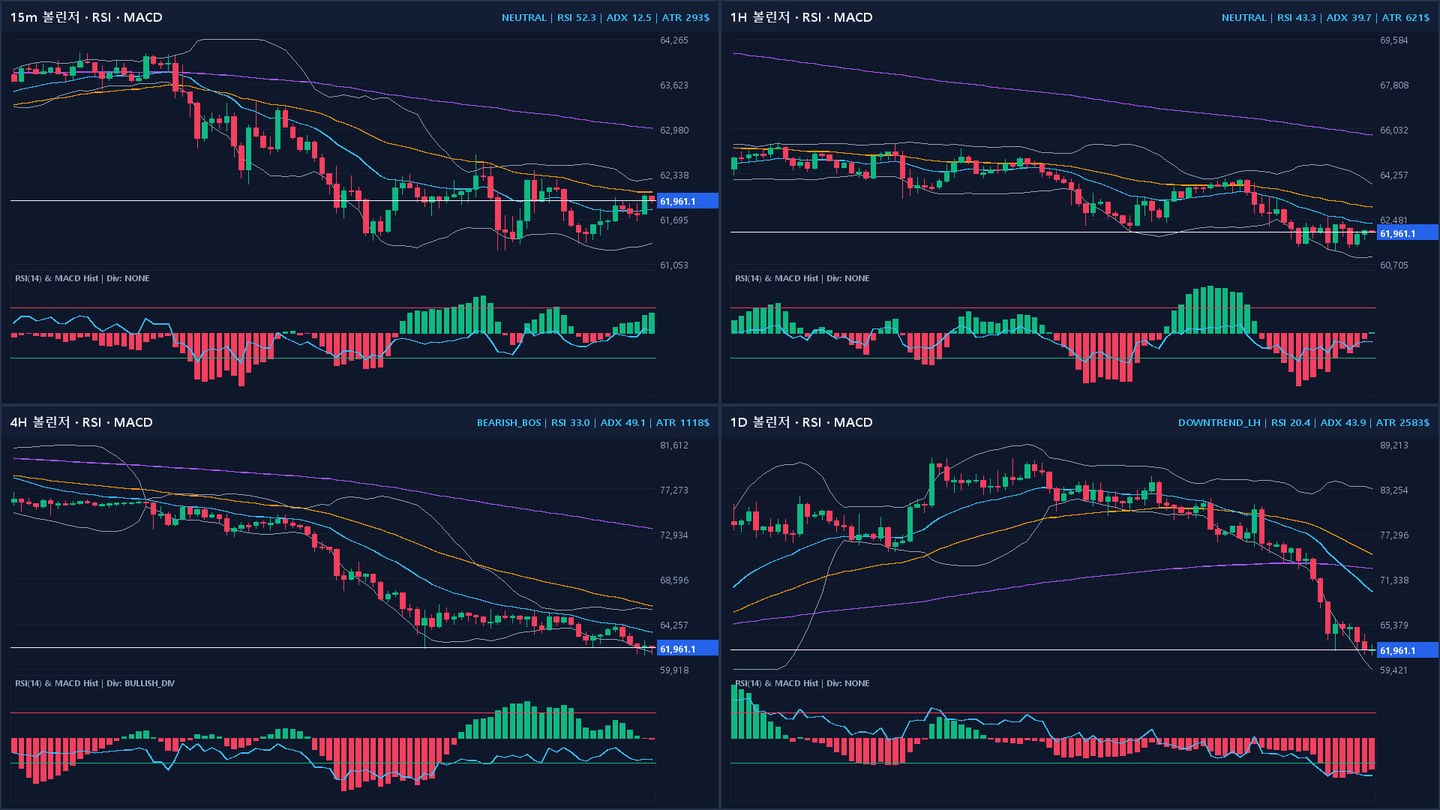 15m 볼린저 · RSI · MACD
NEUTRAL | RSI 52.3 | ADX 12.5 | ATR 293$
64,265
63,623
62,980
62,338
61,961.1
61,695
61,053
RSI(14) & MACD Hist | Div: NONE
1H 볼린저 · RSI · MACD
NEUTRAL | RSI 43.3 | ADX 39.7 | ATR 621$
69,584
67,808
66,032
64,257
62,481
61,961.1
60,705
RSI(14) & MACD Hist | Div: NONE
4H 볼린저 · RSI · MACD
BEARISH_BOS | RSI 33.0 | ADX 49.1 | ATR 1118$
81,612
77,273
72,934
68,596
64,257
61,961.1
59,918
RSI(14) & MACD Hist | Div: BULLISH_DIV
1D 볼린저 · RSI · MACD
DOWNTREND_LH | RSI 20.4 | ADX 43.9 | ATR 2583$
89,213
83,254
77,296
71,338
65,379
61,961.1
59,421
RSI(14) & MACD Hist | Div: NONE